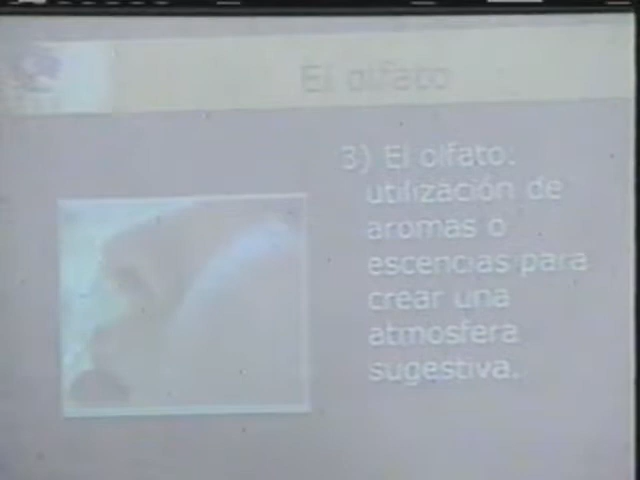 El olfato
3) El olfato:
utilización de
aromas o
escencias para
crear una
atmosfera
sugestiva.